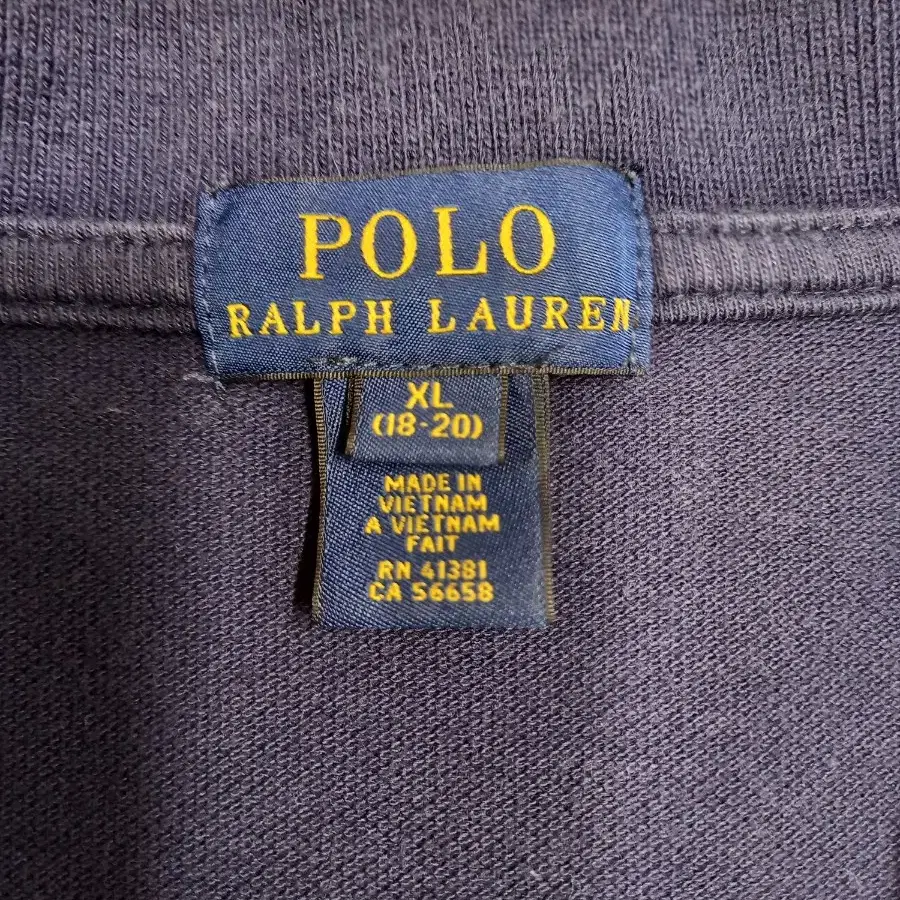 POLO
RALPH LAUREN
XL
(18-20)
MADE IN
VIETNAM
A VIETNAM
FAIT
RN 41381
CA 56658